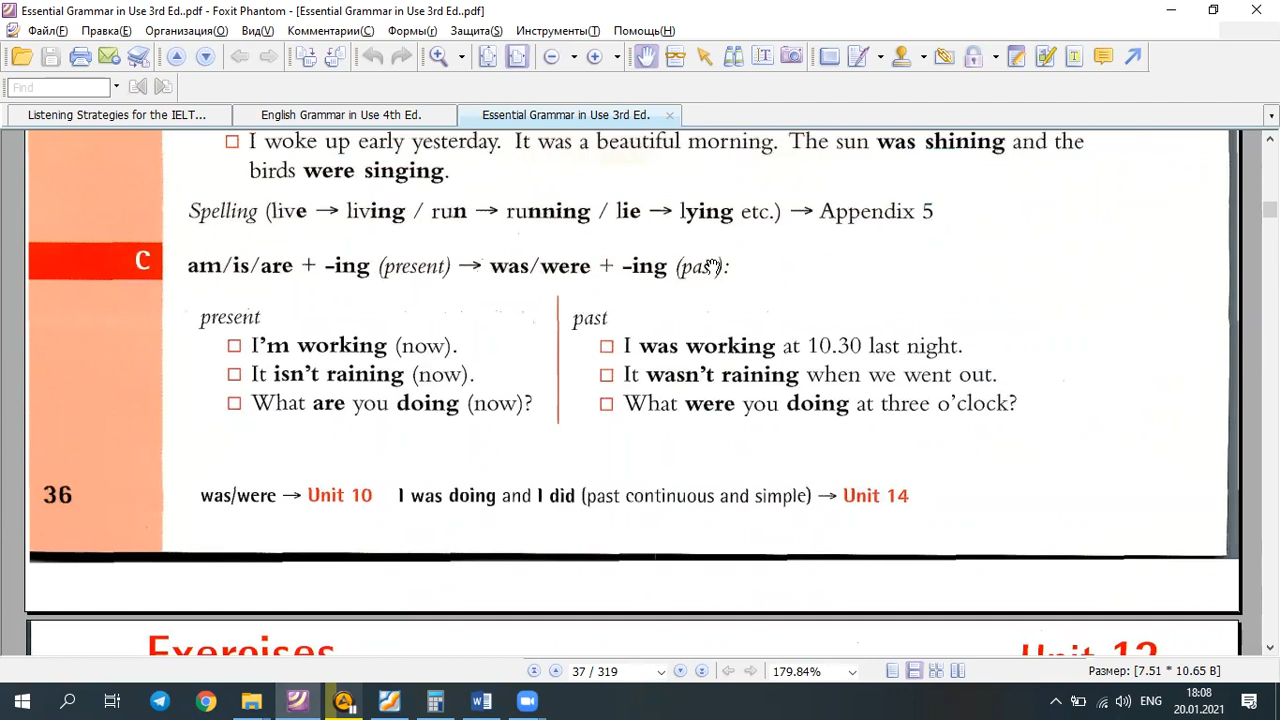 Essential Grammar in Use 3rd Ed..pdf - Foxit Phantom - [Essential Grammar in Use 3rd Ed..pdf]
Файл(F) Правка(E) Организация(O) Вид(V) Комментарии(C) Формы(R) Защита(S) Инструменты(T) Помощь(H)
Find
Listening Strategies for the IELT... English Grammar in Use 4th Ed. Essential Grammar in Use 3rd Ed.
I woke up early yesterday. It was a beautiful morning. The sun was shining and the
birds were singing.
Spelling (live → living / run → running / lie → lying etc.) → Appendix 5
C
am/is/are + -ing (present) → was/were + -ing (past):
present
past
I'm working (now).
I was working at 10.30 last night.
It isn't raining (now).
It wasn't raining when we went out.
What are you doing (now)?
What were you doing at three o'clock?
36
was/were → Unit 10 I was doing and I did (past continuous and simple) → Unit 14
Exercises
Unit 12
37 / 319 179.84% Размер: [7.51 * 10.65 B]
ENG
18:08
20.01.2021